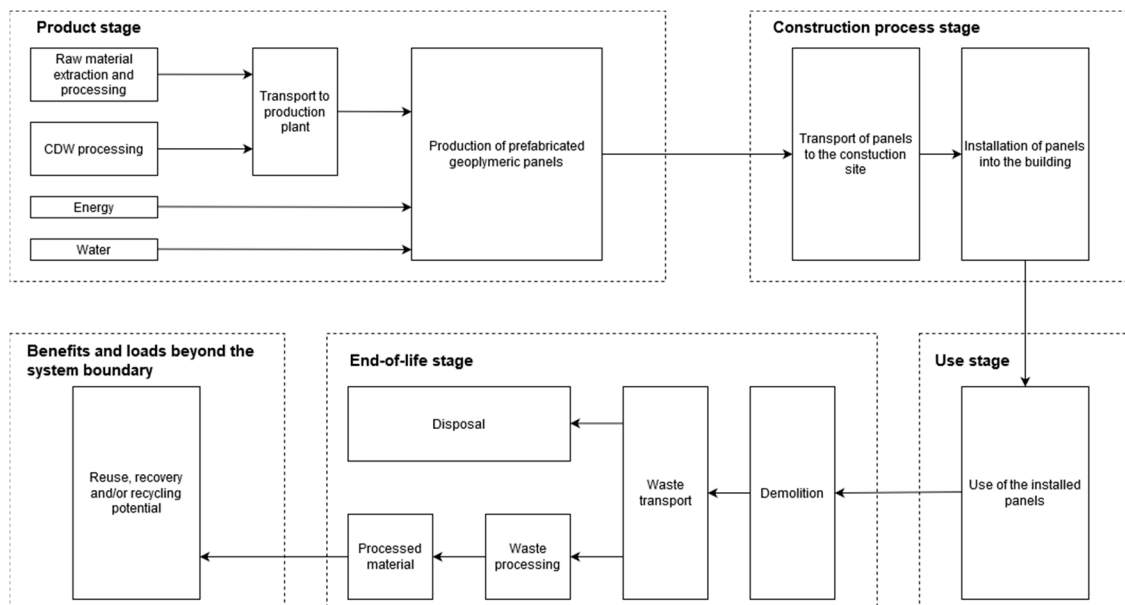 Product stage
Raw material
extraction and
processing
CDW processing
Energy
Water
Transport to
production
plant
Production of prefabricated
geoplymeric panels
Construction process stage
Transport of panels
to the constuction
site
Installation of panels
into the building
Use stage
Use of the installed
panels
End-of-life stage
Demolition
Waste
transport
Disposal
Waste
processing
Processed
material
Benefits and loads beyond the
system boundary
Reuse, recovery
and/or recycling
potential